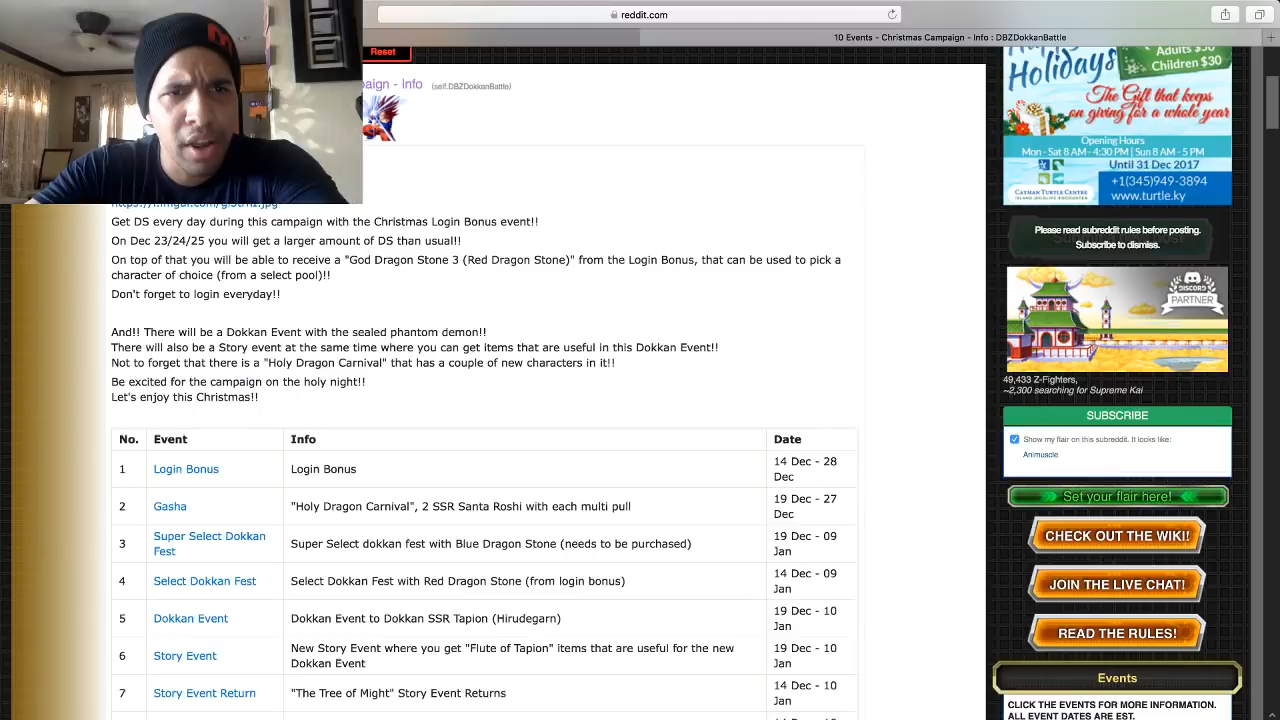 reddit.com
10 Events - Christmas Campaign - Info : DBZDokkanBattle
Reset
paign - Info (self.DBZDokkanBattle)
Get DS every day during this campaign with the Christmas Login Bonus event!!
On Dec 23/24/25 you will get a larger amount of DS than usual!!
On top of that you will be able to receive a "God Dragon Stone 3 (Red Dragon Stone)" from the Login Bonus, that can be used to pick a
character of choice (from a select pool)!!
Don't forget to login everyday!!
And!! There will be a Dokkan Event with the sealed phantom demon!!
There will also be a Story event at the same time where you can get items that are useful in this Dokkan Event!!
Not to forget that there is a "Holy Dragon Carnival" that has a couple of new characters in it!!
Be excited for the campaign on the holy night!!
Let's enjoy this Christmas!!
No. Event Info Date
1 Login Bonus Login Bonus 14 Dec - 28
Dec
2 Gasha "Holy Dragon Carnival", 2 SSR Santa Roshi with each multi pull 19 Dec - 27
Dec
3 Super Select Dokkan
Fest Super Select dokkan fest with Blue Dragon Stone (needs to be purchased) 19 Dec - 09
Jan
4 Select Dokkan Fest Select Dokkan Fest with Red Dragon Stone (from login bonus) 14 Dec - 09
Jan
5 Dokkan Event Dokkan Event to Dokkan SSR Tapion (Hirudegarn) 19 Dec - 10
Jan
6 Story Event New Story Event where you get "Flute of Tapion" items that are useful for the new
Dokkan Event 19 Dec - 10
Jan
7 Story Event Return "The Tree of Might" Story Event Returns 14 Dec - 10
Jan
Adults $50
Children $30
Holidays
The Gift that keeps
on giving for a whole year
Opening Hours
Mon - Sat 8 AM - 4:30 PM | Sun 8 AM - 5 PM
Until 31 Dec 2017
CAYMAN TURTLE CENTRE
+1(345)949-3894
www.turtle.ky
Please read subreddit rules before posting.
Subscribe to dismiss.
DISCORD
PARTNER
49,433 Z-Fighters,
~2,300 searching for Supreme Kai
SUBSCRIBE
Show my flair on this subreddit. It looks like:
Animuscle
Set your flair here!
CHECK OUT THE WIKI!
JOIN THE LIVE CHAT!
READ THE RULES!
Events
CLICK THE EVENTS FOR MORE INFORMATION.
ALL EVENT DATES ARE EST.